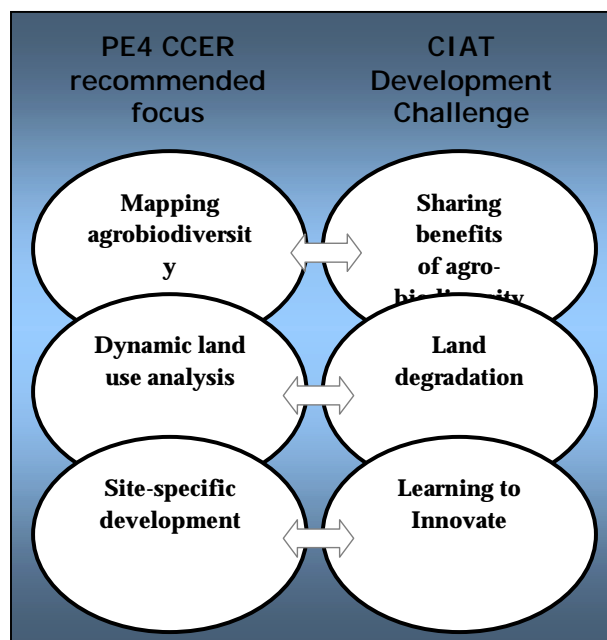 PE4 CCER
recommended
focus
CIAT
Development
Challenge
Mapping
agrobiodiversit
y
Sharing
benefits
of agro-
biodiversity
Dynamic land
use analysis
Land
degradation
Site-specific
development
Learning to
Innovate